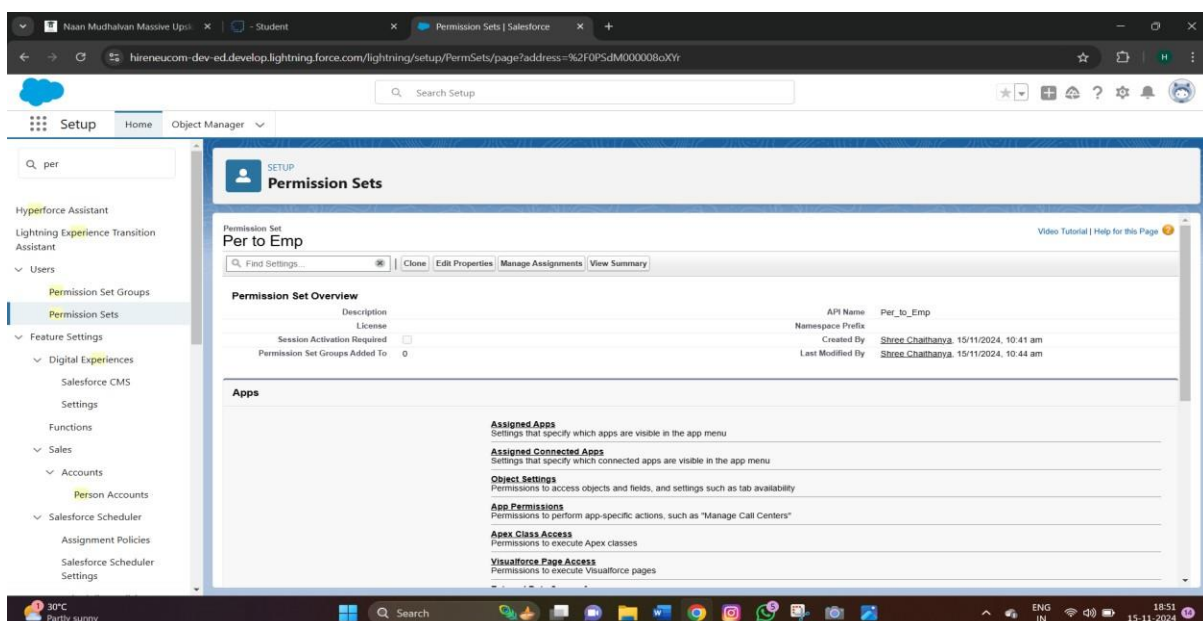 Naan Mudhalvan Massive Upsk
- Student
Permission Sets | Salesforce
hireneucom-dev-ed.develop.lightning.force.com/lightning/setup/PermSets/page?address=%2F0PSdM000008oXYr
H
Search Setup
Setup
Home
Object Manager
per
Hyperforce Assistant
Lightning Experience Transition
Assistant
Users
Permission Set Groups
Permission Sets
Feature Settings
Digital Experiences
Salesforce CMS
Settings
Functions
Sales
Accounts
Person Accounts
Salesforce Scheduler
Assignment Policies
Salesforce Scheduler
Settings
SETUP
Permission Sets
Permission Set
Per to Emp
Video Tutorial | Help for this Page
Find Settings...
Clone Edit Properties Manage Assignments View Summary
Permission Set Overview
Description
API Name Per_to_Emp
License
Namespace Prefix
Session Activation Required
Created By Shree Chaithanya, 15/11/2024, 10:41 am
Permission Set Groups Added To 0
Last Modified By Shree Chaithanya, 15/11/2024, 10:44 am
Apps
Assigned Apps
Settings that specify which apps are visible in the app menu
Assigned Connected Apps
Settings that specify which connected apps are visible in the app menu
Object Settings
Permissions to access objects and fields, and settings such as tab availability
App Permissions
Permissions to perform app-specific actions, such as "Manage Call Centers"
Apex Class Access
Permissions to execute Apex classes
Visualforce Page Access
Permissions to execute Visualforce pages
30°C
Partly sunny
Search
ENG
IN
18:51
15-11-2024